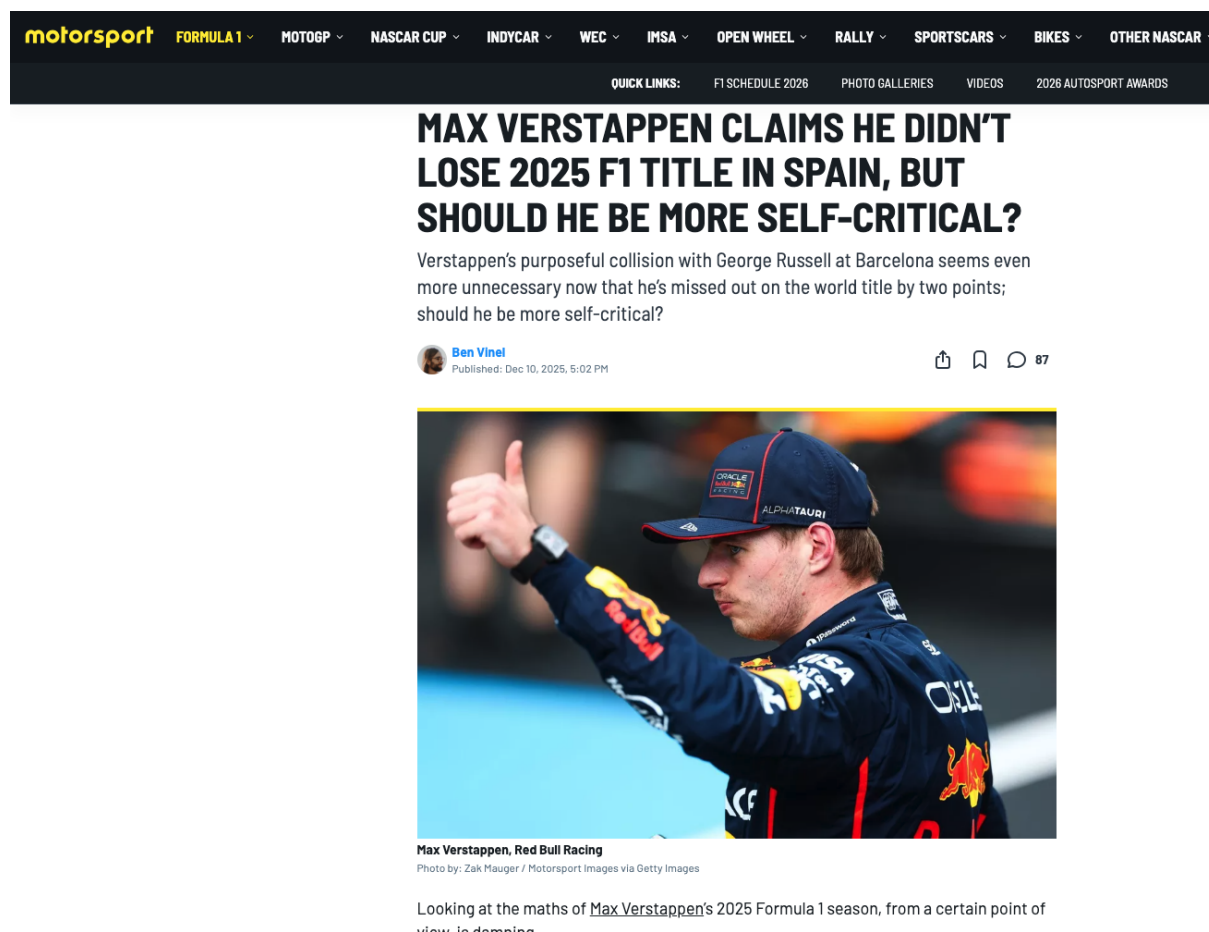 motorsport FORMULA 1 MOTOGP NASCAR CUP INDYCAR WEC IMSA OPEN WHEEL RALLY SPORTSCARS BIKES OTHER NASCAR
QUICK LINKS: F1 SCHEDULE 2026 PHOTO GALLERIES VIDEOS 2026 AUTOSPORT AWARDS
MAX VERSTAPPEN CLAIMS HE DIDN'T
LOSE 2025 F1 TITLE IN SPAIN, BUT
SHOULD HE BE MORE SELF-CRITICAL?
Verstappen's purposeful collision with George Russell at Barcelona seems even
more unnecessary now that he's missed out on the world title by two points;
should he be more self-critical?
Ben Vinel
Published: Dec 10, 2025, 5:02 PM
87
ORACLE
Red Bull
RACING
ALPHATAURI
Red Bull
1Password
VISA
ORACLE
Max Verstappen, Red Bull Racing
Photo by: Zak Mauger / Motorsport Images via Getty Images
Looking at the maths of Max Verstappen's 2025 Formula 1 season, from a certain point of
view, is damning